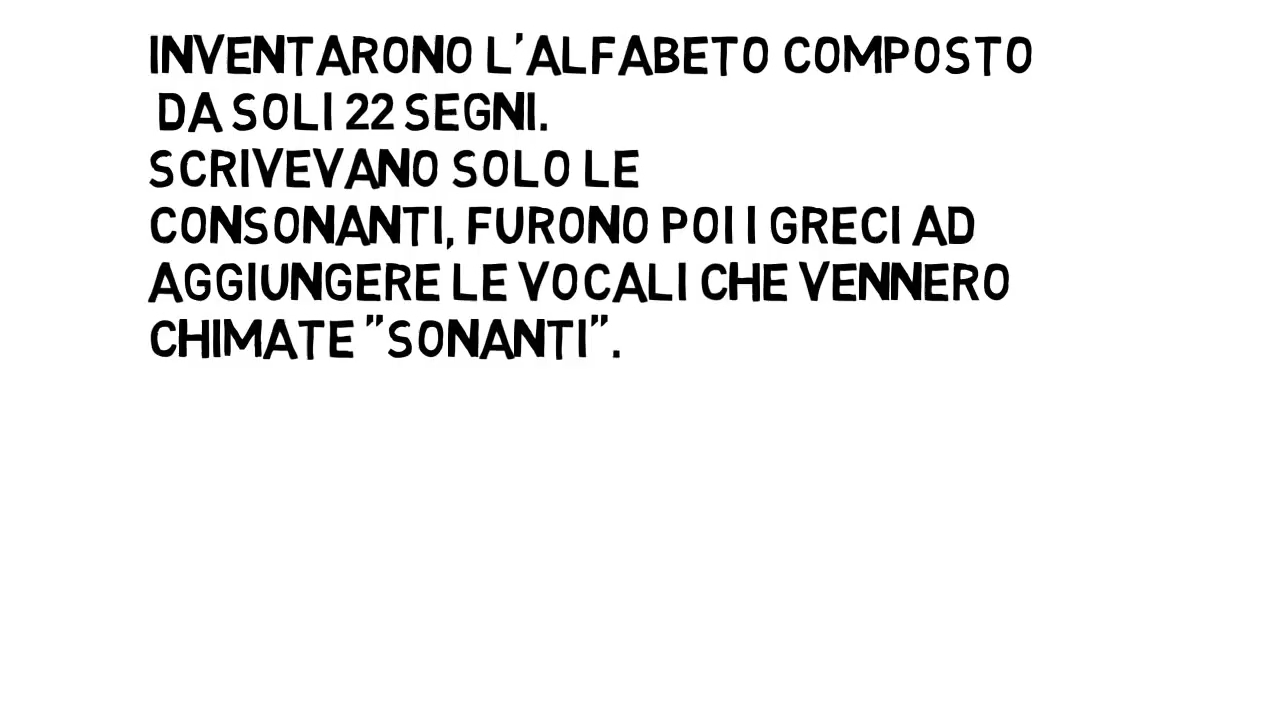 INVENTARONO L'ALFABETO COMPOSTO
DA SOLI 22 SEGNI.
SCRIVEVANO SOLO LE
CONSONANTI, FURONO POI I GRECI AD
AGGIUNGERE LE VOCALI CHE VENNERO
CHIMATE "SONANTI".